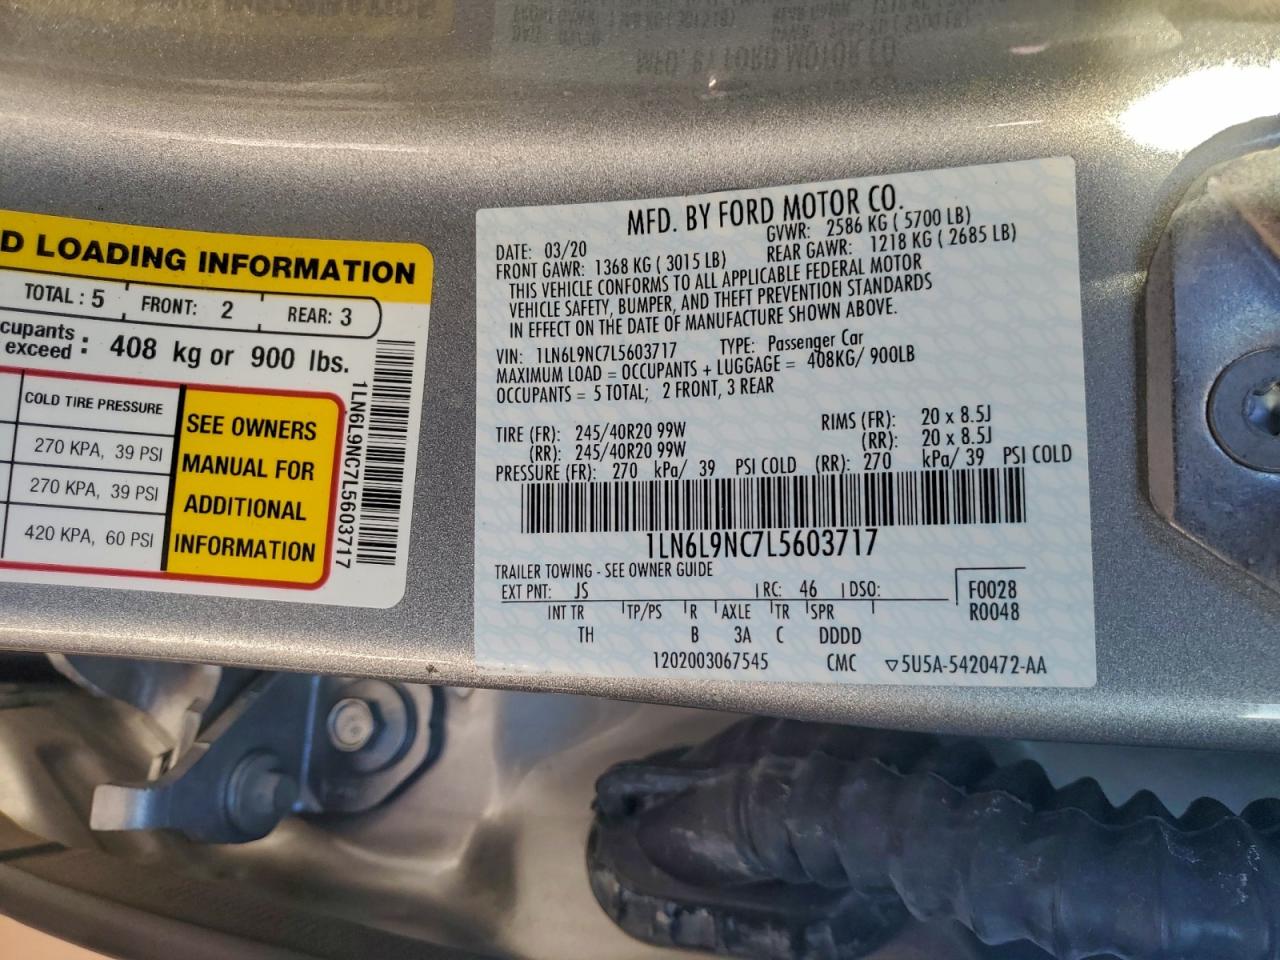 D LOADING INFORMATION
TOTAL : 5 FRONT: 2 REAR: 3
cupants
exceed : 408 kg or 900 lbs.
COLD TIRE PRESSURE
270 KPA, 39 PSI
270 KPA, 39 PSI
420 KPA, 60 PSI
SEE OWNERS
MANUAL FOR
ADDITIONAL
INFORMATION
1LN6L9NC7L5603717
MFD. BY FORD MOTOR CO.
DATE: 03/20 GVWR: 2586 KG ( 5700 LB)
FRONT GAWR: 1368 KG ( 3015 LB) REAR GAWR: 1218 KG ( 2685 LB)
THIS VEHICLE CONFORMS TO ALL APPLICABLE FEDERAL MOTOR
VEHICLE SAFETY, BUMPER, AND THEFT PREVENTION STANDARDS
IN EFFECT ON THE DATE OF MANUFACTURE SHOWN ABOVE.
VIN: 1LN6L9NC7L5603717 TYPE: Passenger Car
MAXIMUM LOAD = OCCUPANTS + LUGGAGE = 408KG/ 900LB
OCCUPANTS = 5 TOTAL; 2 FRONT, 3 REAR
TIRE (FR): 245/40R20 99W RIMS (FR): 20 x 8.5J
(RR): 245/40R20 99W (RR): 20 x 8.5J
PRESSURE (FR): 270 kPa/ 39 PSI COLD (RR): 270 kPa/ 39 PSI COLD
1LN6L9NC7L5603717
TRAILER TOWING - SEE OWNER GUIDE
EXT PNT: JS RC: 46 DSO: F0028
INT TR TP/PS R AXLE TR SPR R0048
TH B 3A C DDDD
1202003067545 CMC ▽5U5A-5420472-AA